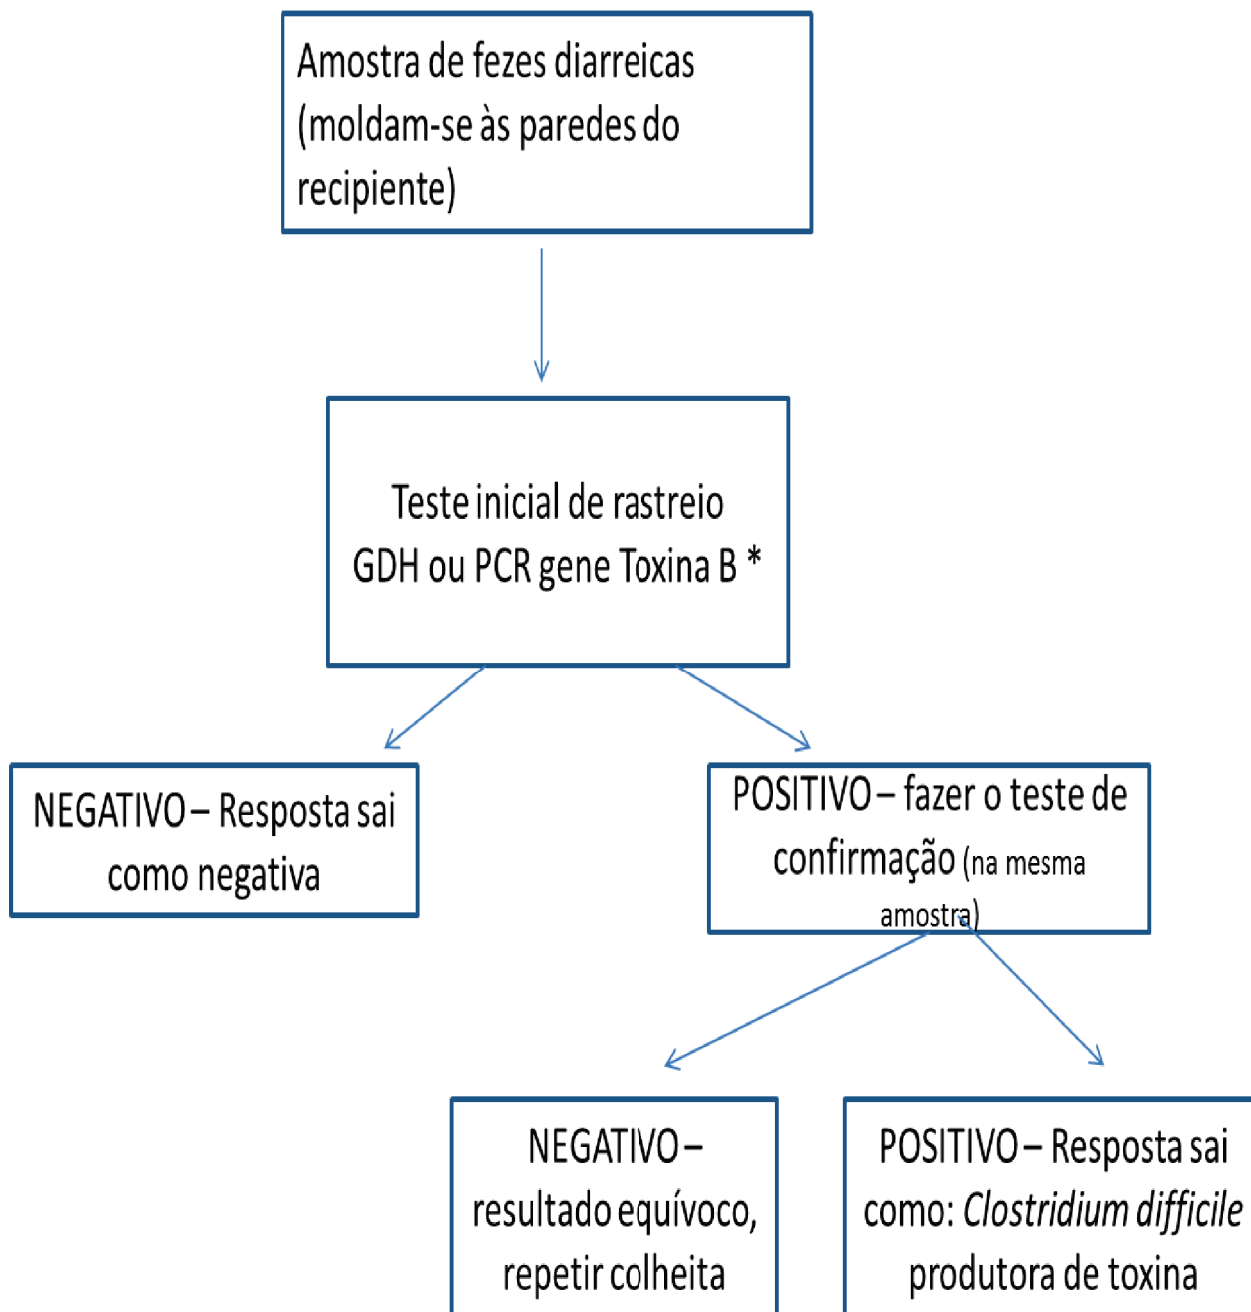 Amostra de fezes diarreicas
(moldam-se às paredes do
recipiente)
Teste inicial de rastreio
GDH ou PCR gene Toxina B *
NEGATIVO – Resposta sai
como negativa
POSITIVO – fazer o teste de
confirmação (na mesma
amostra)
NEGATIVO –
resultado equívoco,
repetir colheita
POSITIVO – Resposta sai
como: Clostridium difficile
produtora de toxina